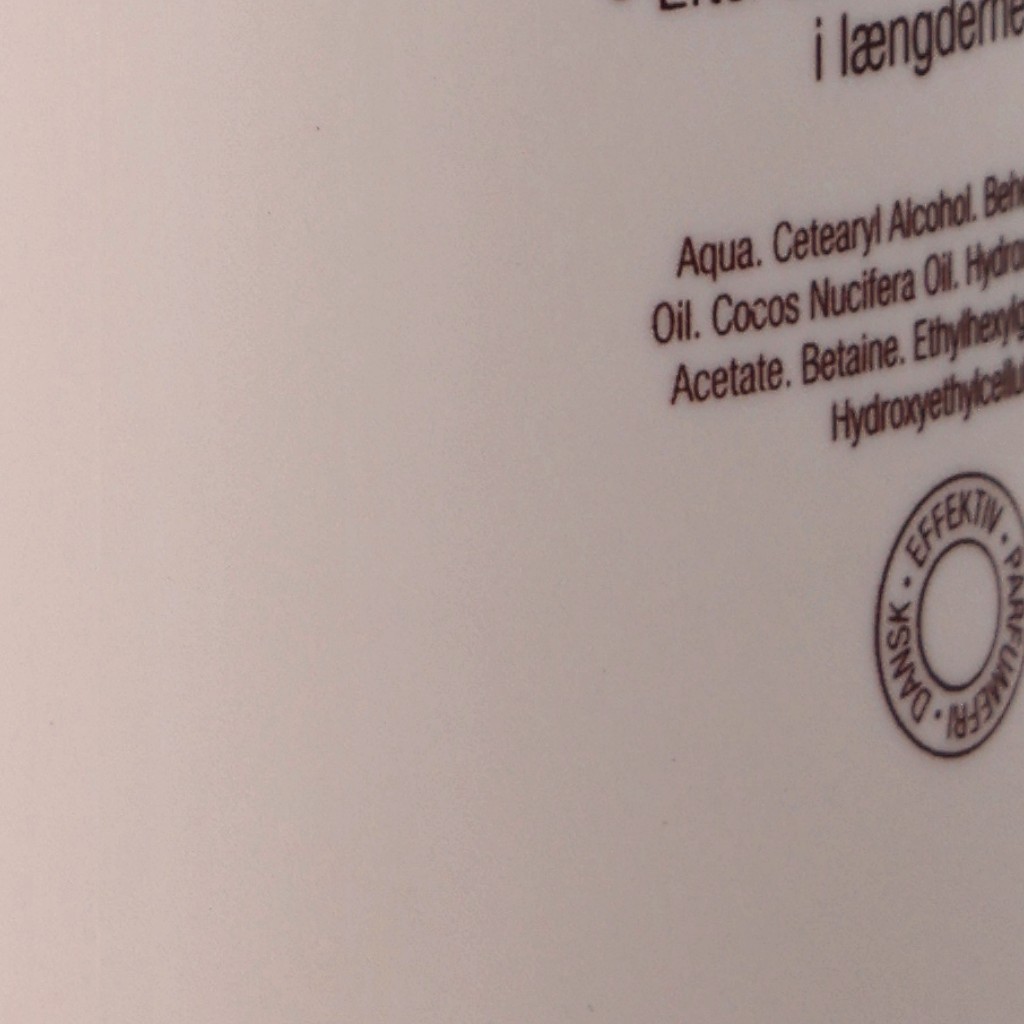 i længderne
Aqua. Cetearyl Alcohol.
Oil. Cocos Nucifera Oil.
Acetate. Betaine.
EFFEKTIV · PARFUMEFRI · DANSK ·